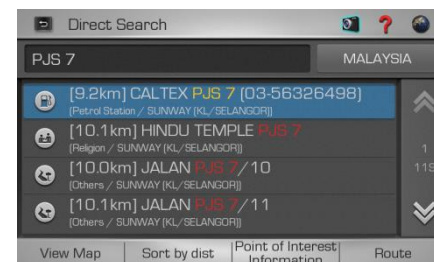 Direct Search
PJS 7
MALAYSIA
[9.2km] CALTEX PJS 7 (03-56326498)
(Petrol Station / SUNWAY (KL/SELANGOR))
[10.1km] HINDU TEMPLE PJS 7
(Religion / SUNWAY (KL/SELANGOR))
[10.0km] JALAN PJS 7/10
(Others / SUNWAY (KL/SELANGOR))
[10.1km] JALAN PJS 7/11
(Others / SUNWAY (KL/SELANGOR))
1
View Map
Sort by dist
Point of Interest
Information
Route